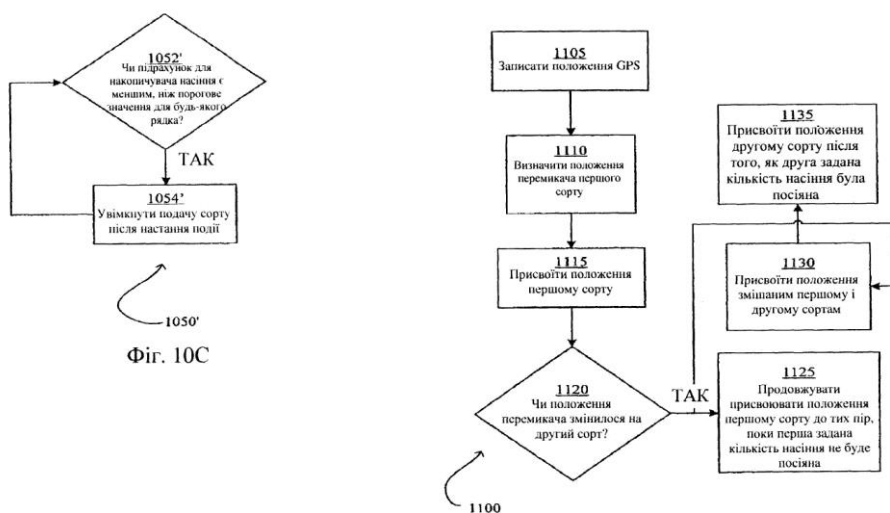 1052'
Чи підрахунок для
накопичувача насіння є
меншим, ніж порогове
значення для будь-якого
рядка?
ТАК
1054'
Увімкнути подачу сорту
після настання події
1050'
Фіг. 10C
1105
Записати положення GPS
1110
Визначити положення
перемикача першого
сорту
1115
Присвоїти положення
першому сорту
1120
Чи положення
перемикача змінилося на
другий сорт?
ТАК
1100
1135
Присвоїти положення
другому сорту після
того, як друга задана
кількість насіння була
посіяна
1130
Присвоїти положення
змішаним першому і
другому сортам
1125
Продовжувати
присвоювати положення
першому сорту до тих пір,
поки перша задана
кількість насіння не буде
посіяна